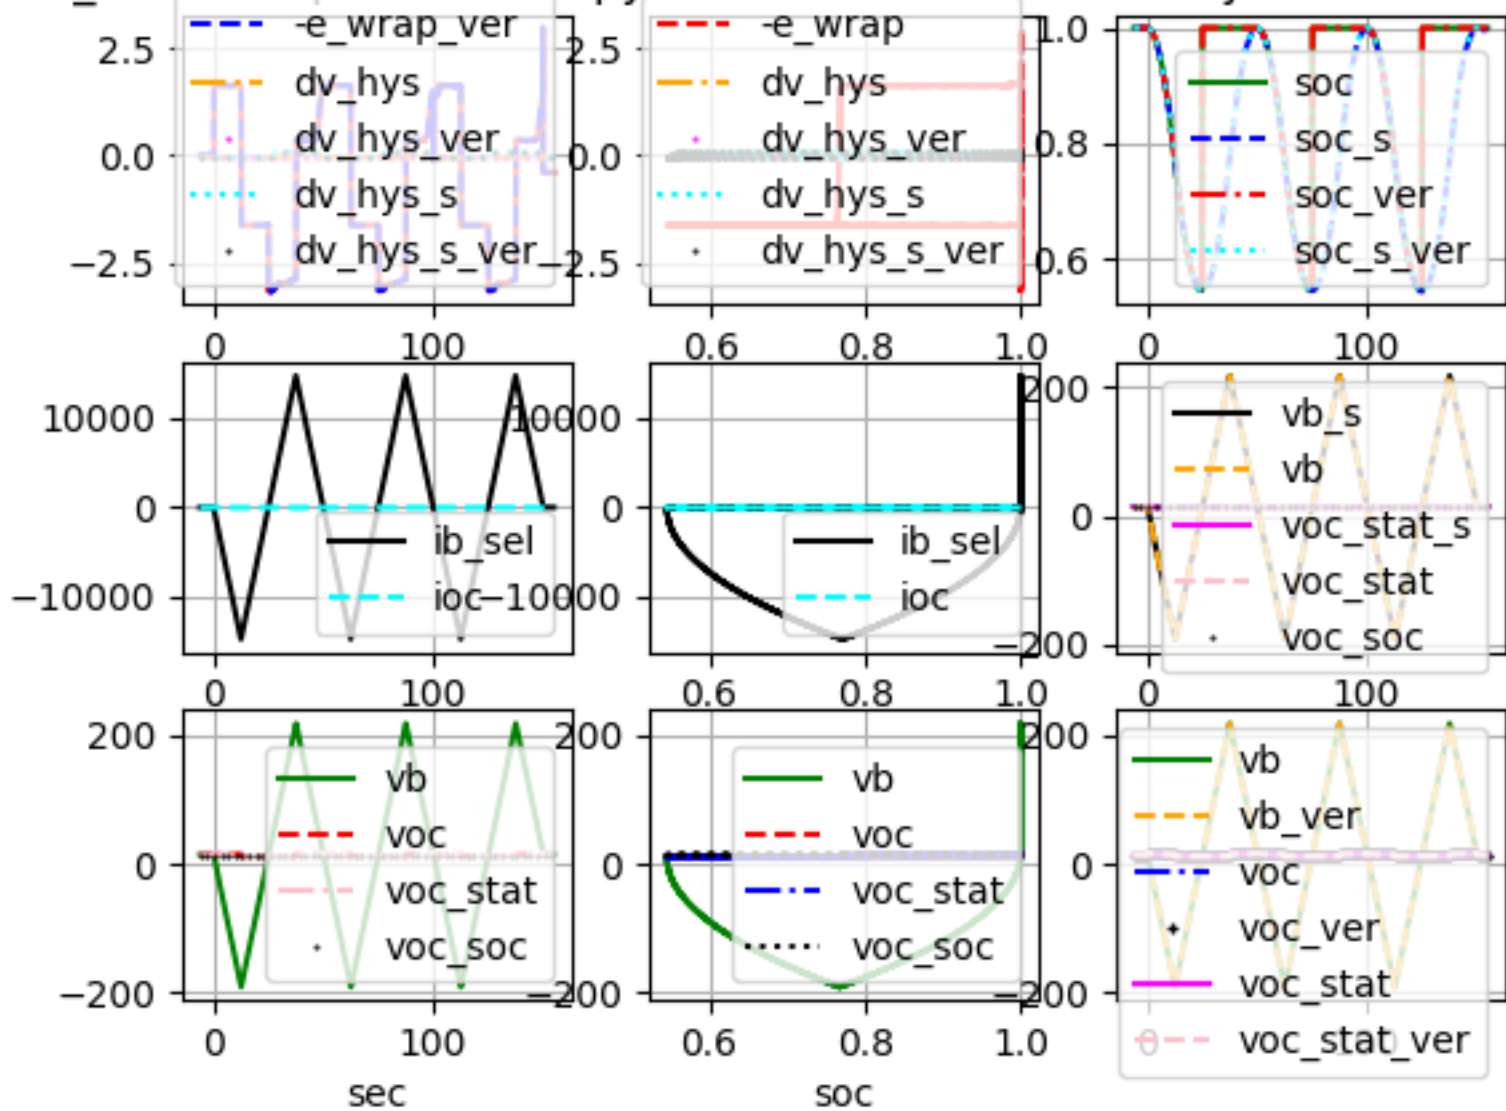 -e_wrap_ver
dv_hys
dv_hys_ver
dv_hys_s
dv_hys_s_ver
2.5
0.0
−2.5
0 100
-e_wrap
dv_hys
dv_hys_ver
dv_hys_s
dv_hys_s_ver
2.5
0.0
−2.5
0.6 0.8 1.0
soc
soc_s
soc_ver
soc_s_ver
1.0
0.8
0.6
0 100
10000
0
−10000
ib_sel
ioc
0 100
10000
0
−10000
ib_sel
ioc
0.6 0.8 1.0
200
0
−200
vb_s
vb
voc_stat_s
voc_stat
voc_soc
0 100
200
0
−200
vb
voc
voc_stat
voc_soc
0 100
sec
200
0
−200
vb
voc
voc_stat
voc_soc
0.6 0.8 1.0
soc
200
0
−200
vb
vb_ver
voc
voc_ver
voc_stat
voc_stat_ver
0 100